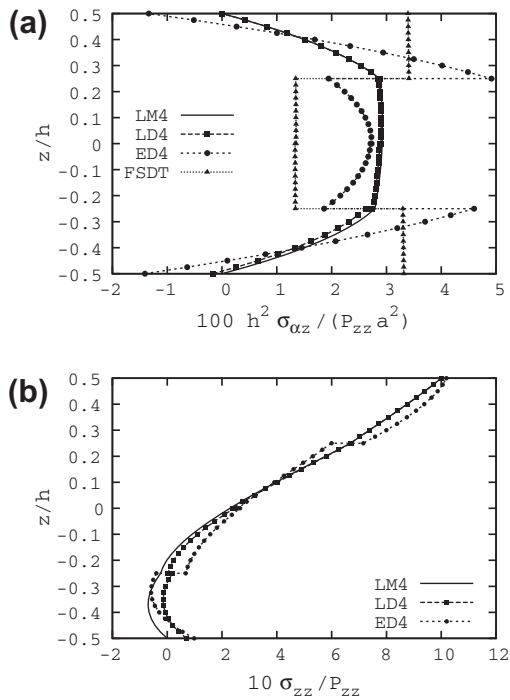 (a)
0.5
0.4
0.3
0.2
0.1
0
-0.1
-0.2
-0.3
-0.4
-0.5
z/h
LM4
LD4
ED4
FSDT
-2 -1 0 1 2 3 4 5
100 h² σαz/(Pzz a²)
(b)
0.5
0.4
0.3
0.2
0.1
0
-0.1
-0.2
-0.3
-0.4
-0.5
z/h
LM4
LD4
ED4
-2 0 2 4 6 8 10 12
10 σzz/Pzz